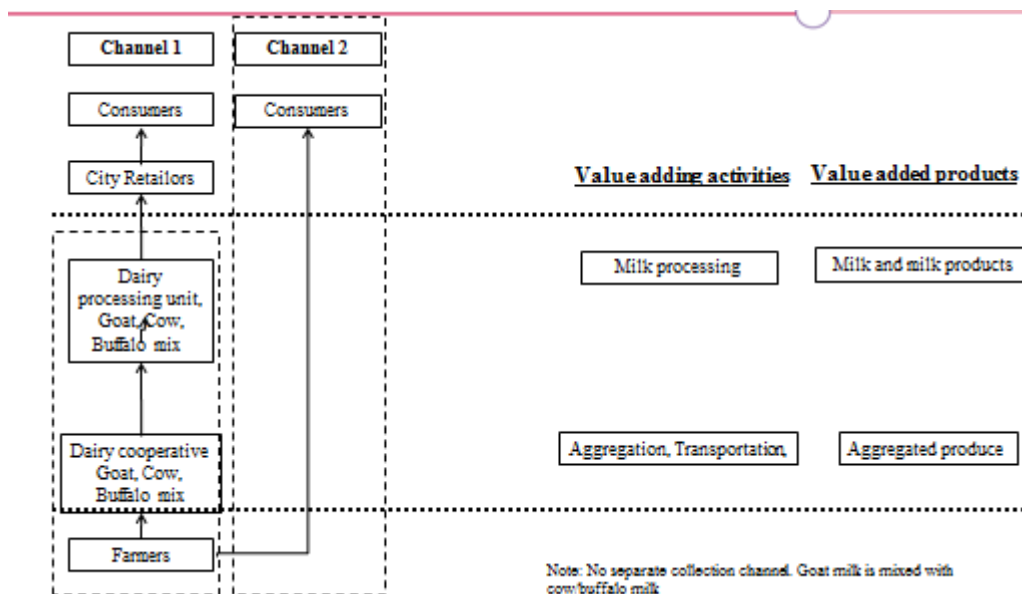 Channel 1
Channel 2
Consumers
Consumers
City Retailors
Value adding activities
Value added products
Dairy
processing unit,
Goat, Cow,
Buffalo mix
Milk processing
Milk and milk products
Dairy cooperative
Goat, Cow,
Buffalo mix
Aggregation, Transportation,
Aggregated produce
Farmers
Note: No separate collection channel. Goat milk is mixed with
cow/buffalo milk